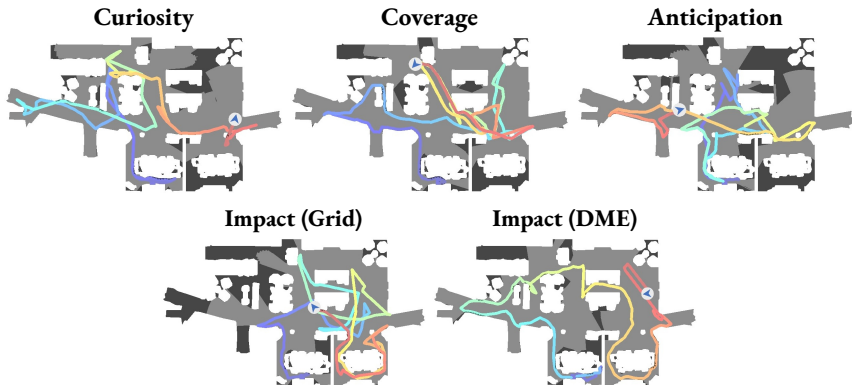 Curiosity
Coverage
Anticipation
Impact (Grid)
Impact (DME)